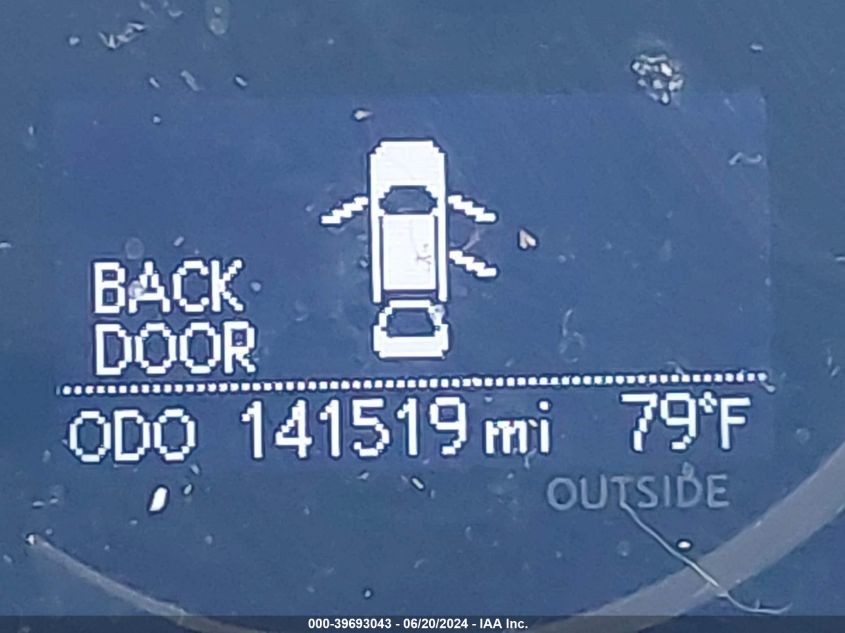 BACK
DOOR
ODO 141519 mi 79°F
OUTSIDE
000-39693043 - 06/20/2024 - IAA Inc.